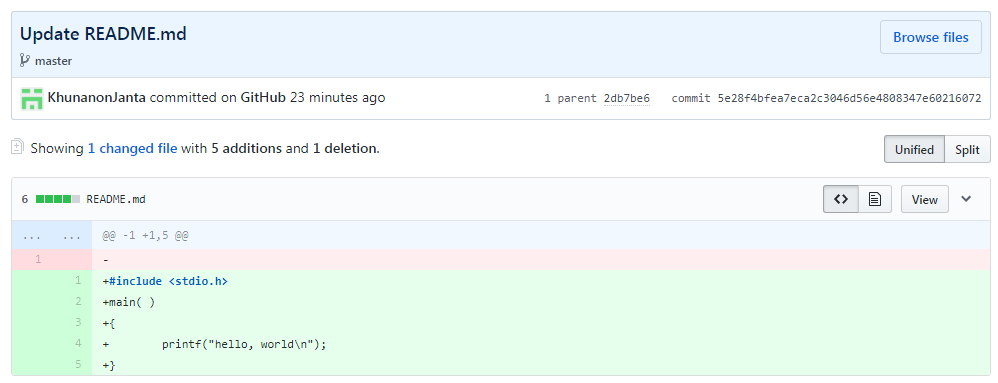 Update README.md
Browse files
master
KhunanonJanta committed on GitHub 23 minutes ago
1 parent 2db7be6 commit 5e28f4bfea7eca2c3046d56e4808347e60216072
Showing 1 changed file with 5 additions and 1 deletion.
Unified Split
6 README.md
<> View
... ... @@ -1 +1,5 @@
1 -
1 +#include <stdio.h>
2 +main( )
3 +{
4 +        printf("hello, world\n");
5 +}